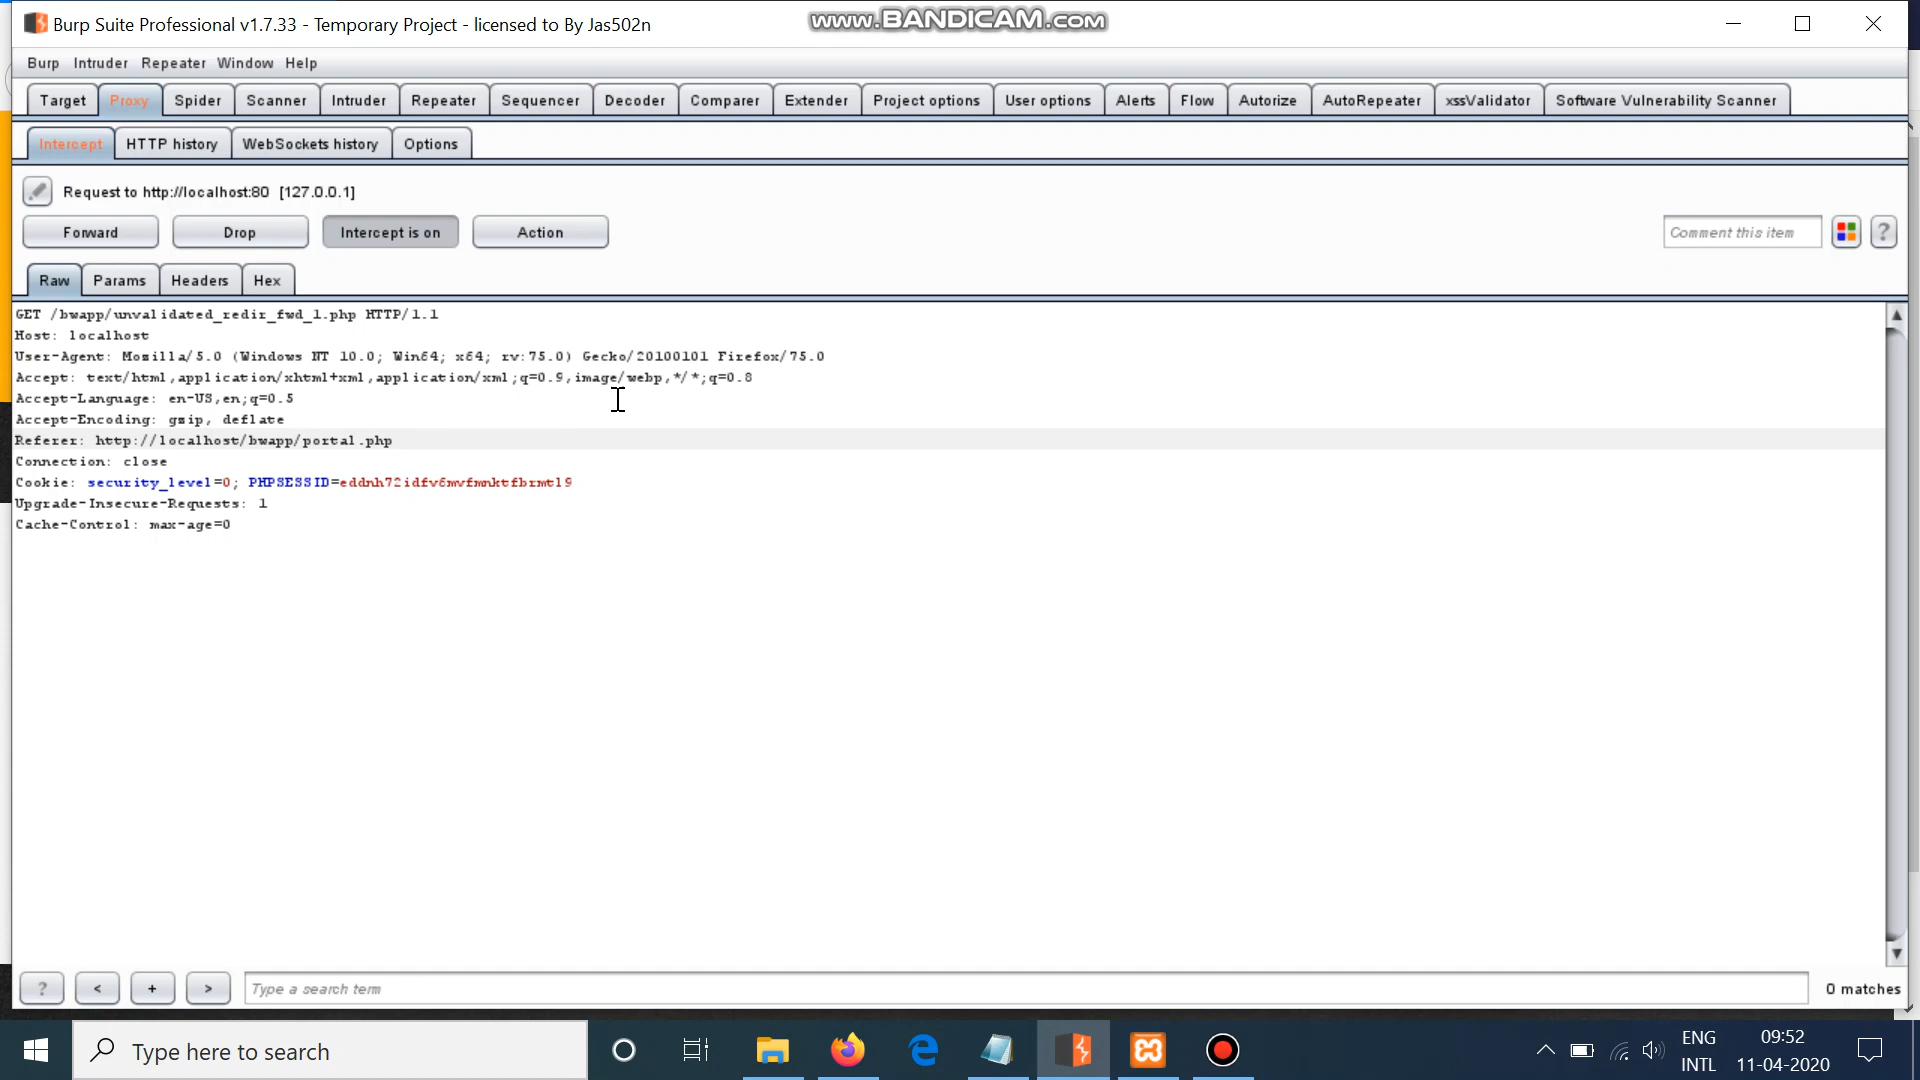 Burp Suite Professional v1.7.33 - Temporary Project - licensed to By Jas502n
www.BANDICAM.com
Burp Intruder Repeater Window Help
Target Proxy Spider Scanner Intruder Repeater Sequencer Decoder Comparer Extender Project options User options Alerts Flow Autorize AutoRepeater xssValidator Software Vulnerability Scanner
Intercept HTTP history WebSockets history Options
Request to http://localhost:80 [127.0.0.1]
Forward Drop Intercept is on Action Comment this item ?
Raw Params Headers Hex
GET /bwapp/unvalidated_redir_fwd_1.php HTTP/1.1
Host: localhost
User-Agent: Mozilla/5.0 (Windows NT 10.0; Win64; x64; rv:75.0) Gecko/20100101 Firefox/75.0
Accept: text/html,application/xhtml+xml,application/xml;q=0.9,image/webp,*/*;q=0.8
Accept-Language: en-US,en;q=0.5
Accept-Encoding: gzip, deflate
Referer: http://localhost/bwapp/portal.php
Connection: close
Cookie: security_level=0; PHPSESSID=eddnh72idfv6mvfmnktfbrmtl9
Upgrade-Insecure-Requests: 1
Cache-Control: max-age=0
? < + > Type a search term 0 matches
Type here to search
ENG
INTL
09:52
11-04-2020